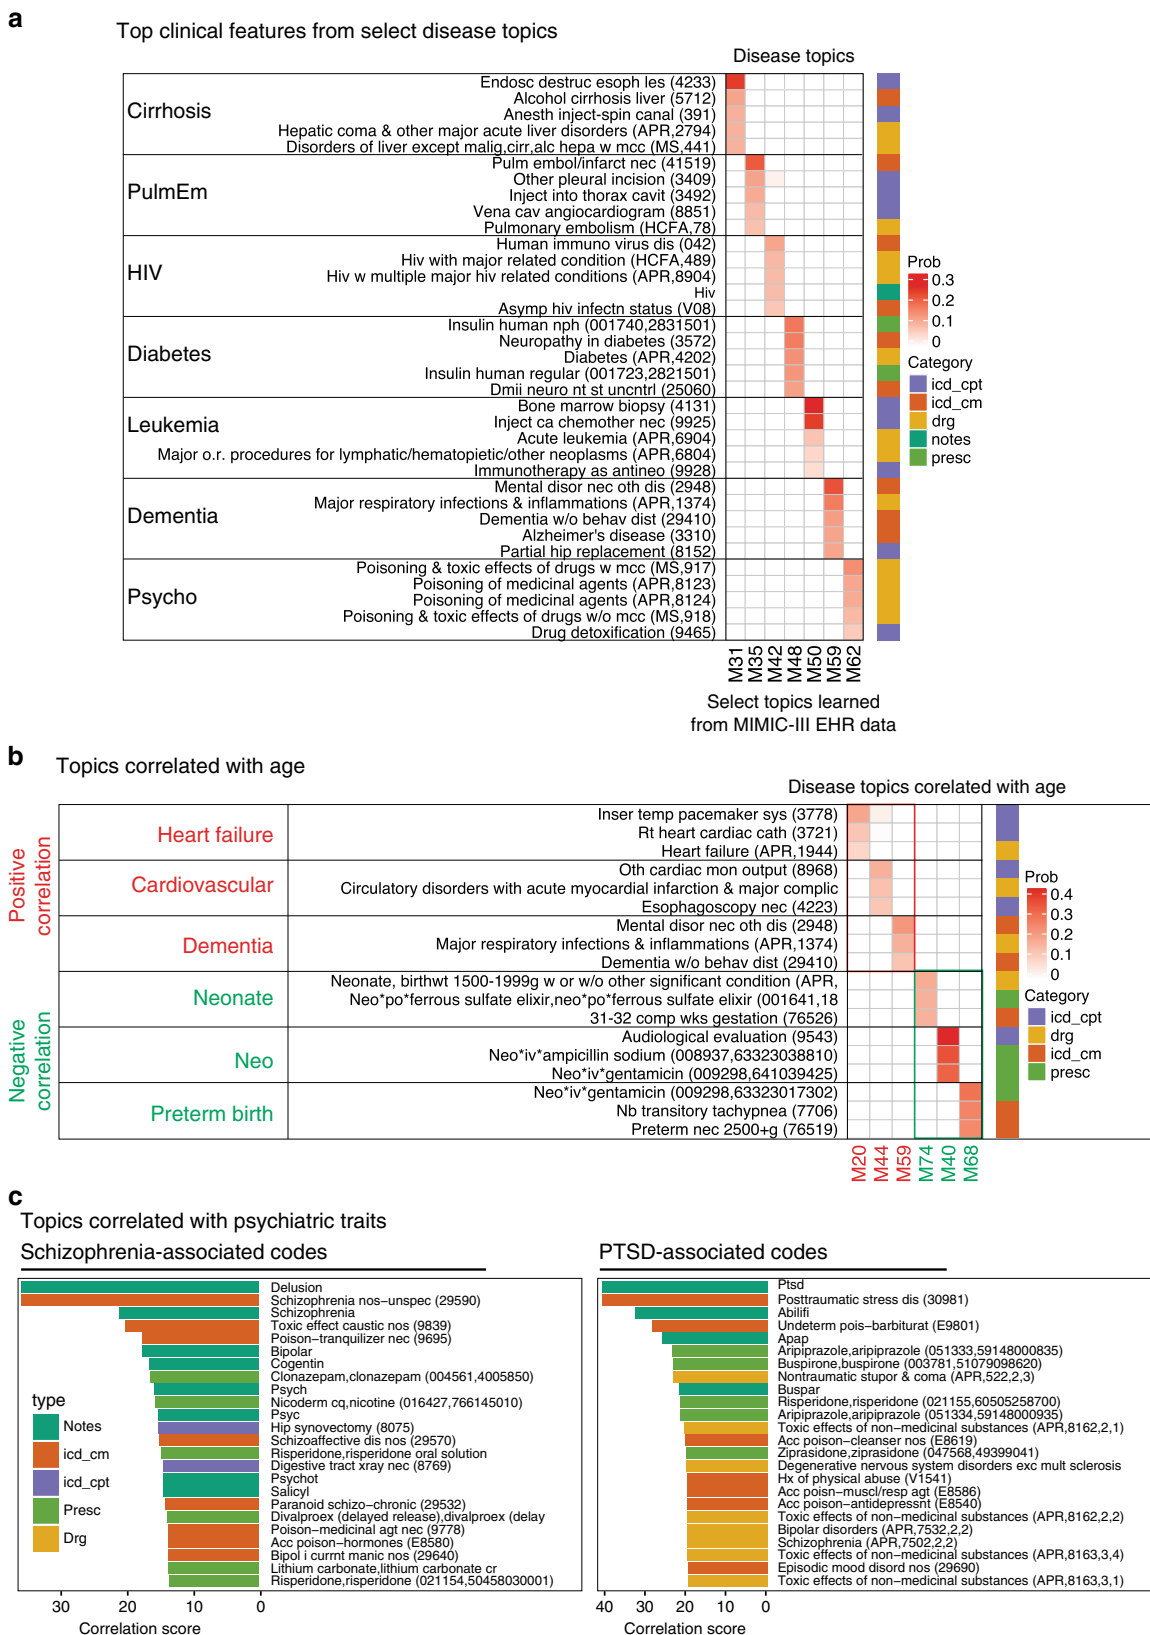 a
Top clinical features from select disease topics
Disease topics
Cirrhosis
Endosc destruc esoph les (4233)
Alcohol cirrhosis liver (5712)
Anesth inject-spin canal (391)
Hepatic coma & other major acute liver disorders (APR,2794)
Disorders of liver except malig,cirr,alc hepa w mcc (MS,441)
PulmEm
Pulm embol/infarct nec (41519)
Other pleural incision (3409)
Inject into thorax cavit (3492)
Vena cav angiocardiogram (8851)
Pulmonary embolism (HCFA,78)
HIV
Human immuno virus dis (042)
Hiv with major related condition (HCFA,489)
Hiv w multiple major hiv related conditions (APR,8904)
Hiv
Asymp hiv infectn status (V08)
Diabetes
Insulin human nph (001740,2831501)
Neuropathy in diabetes (3572)
Diabetes (APR,4202)
Insulin human regular (001723,2821501)
Dmii neuro nt st uncntrl (25060)
Leukemia
Bone marrow biopsy (4131)
Inject ca chemother nec (9925)
Acute leukemia (APR,6904)
Major o.r. procedures for lymphatic/hematopietic/other neoplasms (APR,6804)
Immunotherapy as antineo (9928)
Dementia
Mental disor nec oth dis (2948)
Major respiratory infections & inflammations (APR,1374)
Dementia w/o behav dist (29410)
Alzheimer's disease (3310)
Partial hip replacement (8152)
Psycho
Poisoning & toxic effects of drugs w mcc (MS,917)
Poisoning of medicinal agents (APR,8123)
Poisoning of medicinal agents (APR,8124)
Poisoning & toxic effects of drugs w/o mcc (MS,918)
Drug detoxification (9465)
M31 M35 M42 M48 M50 M59 M62
Select topics learned
from MIMIC-III EHR data
Prob
0.3
0.2
0.1
0
Category
icd_cpt
icd_cm
drg
notes
presc
b
Topics correlated with age
Disease topics corelated with age
Positive
correlation
Heart failure
Inser temp pacemaker sys (3778)
Rt heart cardiac cath (3721)
Heart failure (APR,1944)
Cardiovascular
Oth cardiac mon output (8968)
Circulatory disorders with acute myocardial infarction & major complic
Esophagoscopy nec (4223)
Dementia
Mental disor nec oth dis (2948)
Major respiratory infections & inflammations (APR,1374)
Dementia w/o behav dist (29410)
Negative
correlation
Neonate
Neonate, birthwt 1500-1999g w or w/o other significant condition (APR,
Neo*po*ferrous sulfate elixir,neo*po*ferrous sulfate elixir (001641,18
31-32 comp wks gestation (76526)
Neo
Audiological evaluation (9543)
Neo*iv*ampicillin sodium (008937,63323038810)
Neo*iv*gentamicin (009298,641039425)
Preterm birth
Neo*iv*gentamicin (009298,63323017302)
Nb transitory tachypnea (7706)
Preterm nec 2500+g (76519)
M20 M44 M59 M74 M40 M68
Prob
0.4
0.3
0.2
0.1
0
Category
icd_cpt
drg
icd_cm
presc
c
Topics correlated with psychiatric traits
Schizophrenia-associated codes
Delusion
Schizophrenia nos-unspec (29590)
Schizophrenia
Toxic effect caustic nos (9839)
Poison-tranquilizer nec (9695)
Bipolar
Cogentin
Clonazepam,clonazepam (004561,4005850)
Psych
Nicoderm cq,nicotine (016427,766145010)
Psyc
Hip synovectomy (8075)
Schizoaffective dis nos (29570)
Risperidone,risperidone oral solution
Digestive tract xray nec (8769)
Psychot
Salicyl
Paranoid schizo-chronic (29532)
Divalproex (delayed release),divalproex (delay
Poison-medicinal agt nec (9778)
Acc poison-hormones (E8580)
Bipol i currnt manic nos (29640)
Lithium carbonate,lithium carbonate cr
Risperidone,risperidone (021154,50458030001)
type
Notes
icd_cm
icd_cpt
Presc
Drg
30 20 10 0
Correlation score
PTSD-associated codes
Ptsd
Posttraumatic stress dis (30981)
Abilifi
Undeterm pois-barbiturat (E9801)
Apap
Aripiprazole,aripiprazole (051333,59148000835)
Buspirone,buspirone (003781,51079098620)
Nontraumatic stupor & coma (APR,522,2,3)
Buspar
Risperidone,risperidone (021155,60505258700)
Aripiprazole,aripiprazole (051334,59148000935)
Toxic effects of non-medicinal substances (APR,8162,2,1)
Acc poison-cleanser nos (E8619)
Ziprasidone,ziprasidone (047568,49399041)
Degenerative nervous system disorders exc mult sclerosis
Hx of physical abuse (V1541)
Acc poisn-muscl/resp agt (E8586)
Acc poison-antidepressnt (E8540)
Toxic effects of non-medicinal substances (APR,8162,2,2)
Bipolar disorders (APR,7532,2,2)
Schizophrenia (APR,7502,2,2)
Toxic effects of non-medicinal substances (APR,8163,3,4)
Episodic mood disord nos (29690)
Toxic effects of non-medicinal substances (APR,8163,3,1)
40 30 20 10 0
Correlation score